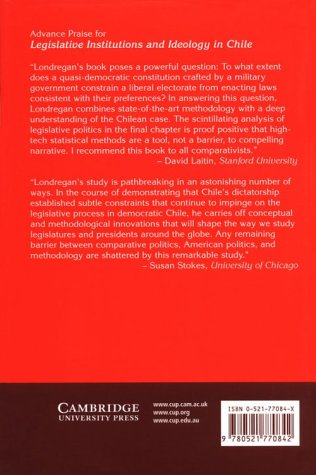 Advance Praise for
Legislative Institutions and Ideology in Chile
“Londregan's book poses a powerful question: To what extent
does a quasi-democratic constitution crafted by a military
government constrain a liberal electorate from enacting laws
consistent with their preferences? In answering this question,
Londregan combines state-of-the-art methodology with a deep
understanding of the Chilean case. The scintillating analysis of
legislative politics in the final chapter is proof positive that high-
tech statistical methods are a tool, not a barrier, to compelling
narrative. I recommend this book to all comparativists.”
– David Laitin, Stanford University
“Londregan's study is pathbreaking in an astonishing number of
ways. In the course of demonstrating that Chile's dictatorship
established subtle constraints that continue to impinge on the
legislative process in democratic Chile, he carries off conceptual
and methodological innovations that will shape the way we study
legislatures and presidents around the globe. Any remaining
barrier between comparative politics, American politics, and
methodology are shattered by this remarkable study.”
– Susan Stokes, University of Chicago
CAMBRIDGE
UNIVERSITY PRESS
www.cup.cam.ac.uk
www.cup.org
www.cup.edu.au
ISBN 0-521-77084-X
9 780521 770842